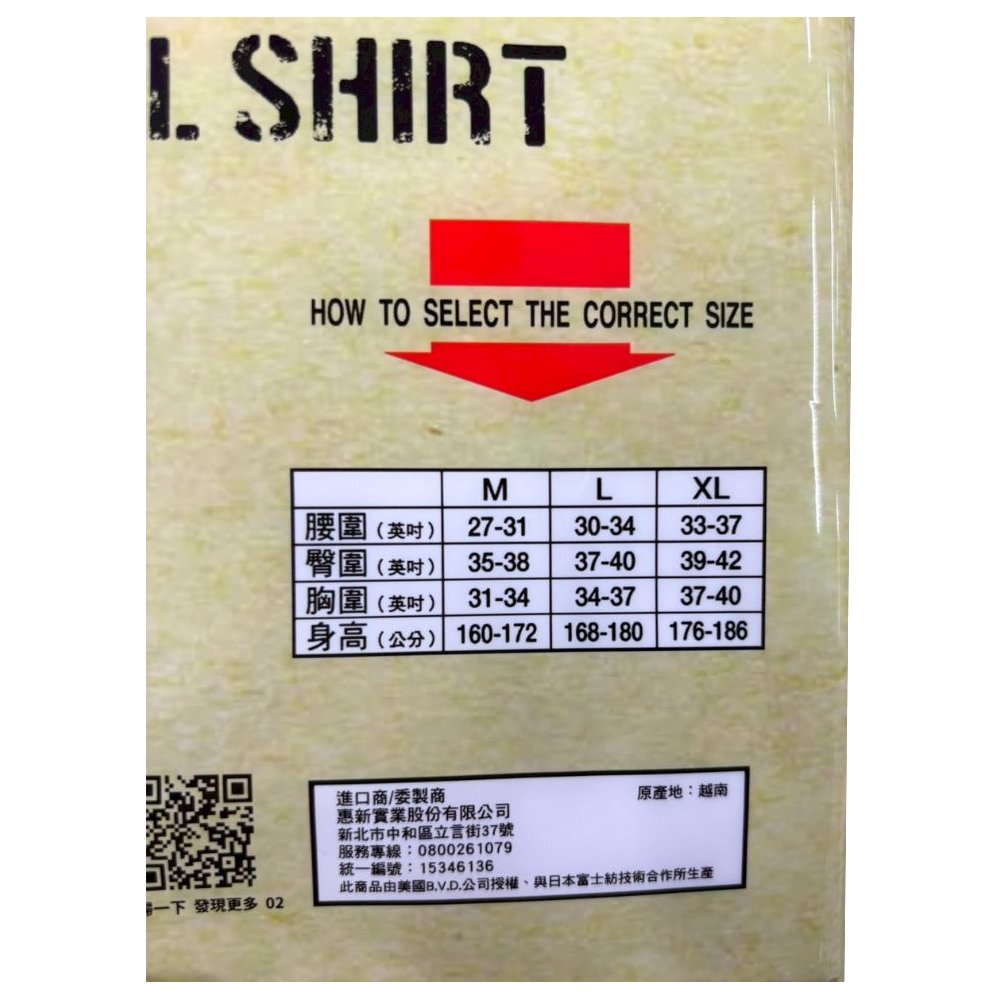 L SHIRT
HOW TO SELECT THE CORRECT SIZE
M L XL
腰圍(英吋) 27-31 30-34 33-37
臀圍(英吋) 35-38 37-40 39-42
胸圍(英吋) 31-34 34-37 37-40
身高(公分) 160-172 168-180 176-186
進口商/委製商 原產地：越南
惠新實業股份有限公司
新北市中和區立言街37號
服務專線：0800261079
統一編號：15346136
此商品由美國B.V.D.公司授權、與日本富士紡技術合作所生產
一下 發現更多 02